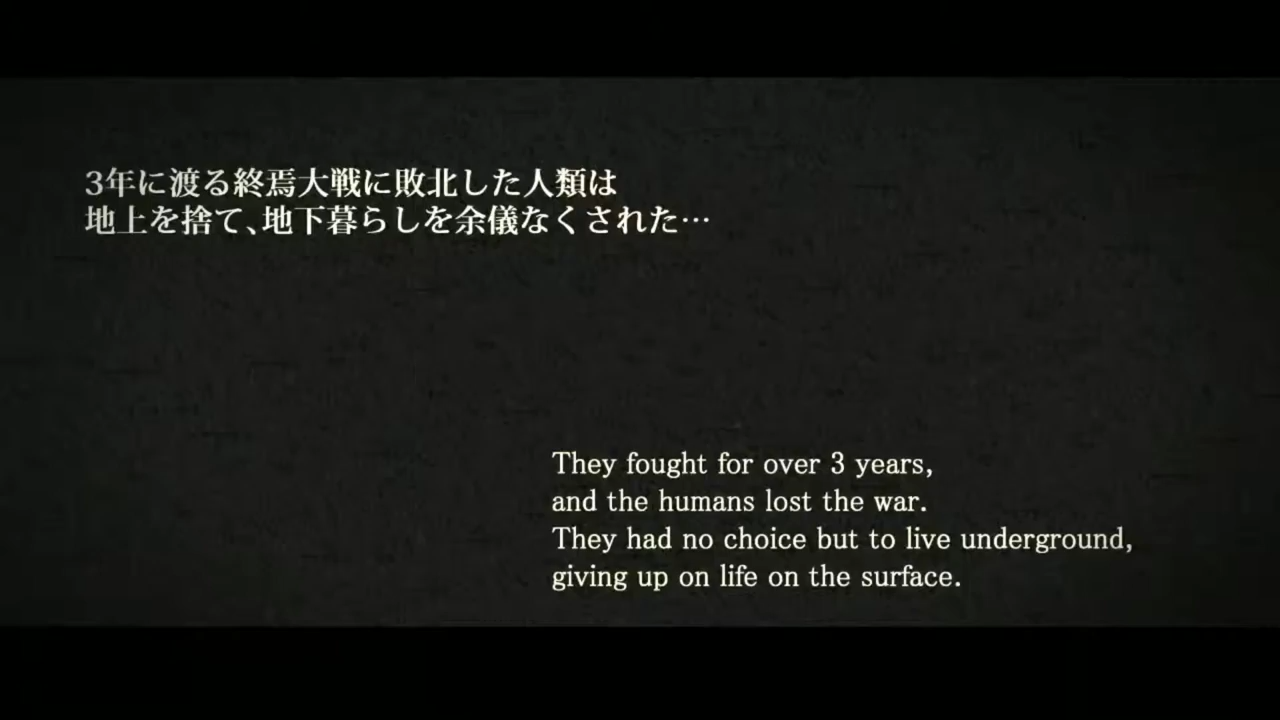 3年に渡る終焉大戦に敗北した人類は
地上を捨て、地下暮らしを余儀なくされた…
They fought for over 3 years,
and the humans lost the war.
They had no choice but to live underground,
giving up on life on the surface.